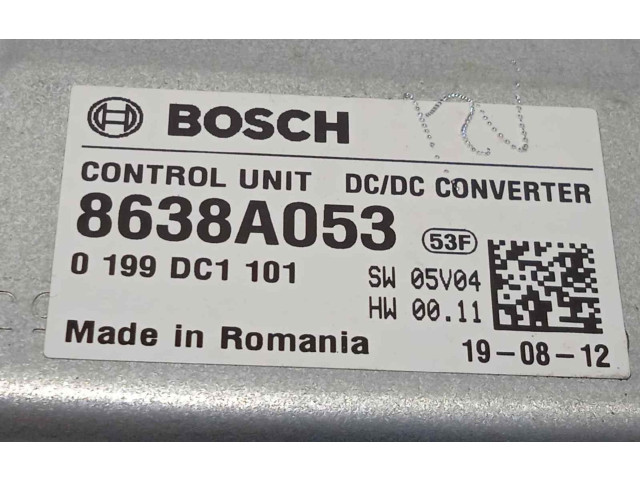 BOSCH
CONTROL UNIT DC/DC CONVERTER
8638A053 53F
0 199 DC1 101 SW 05V04
HW 00.11
Made in Romania 19-08-12